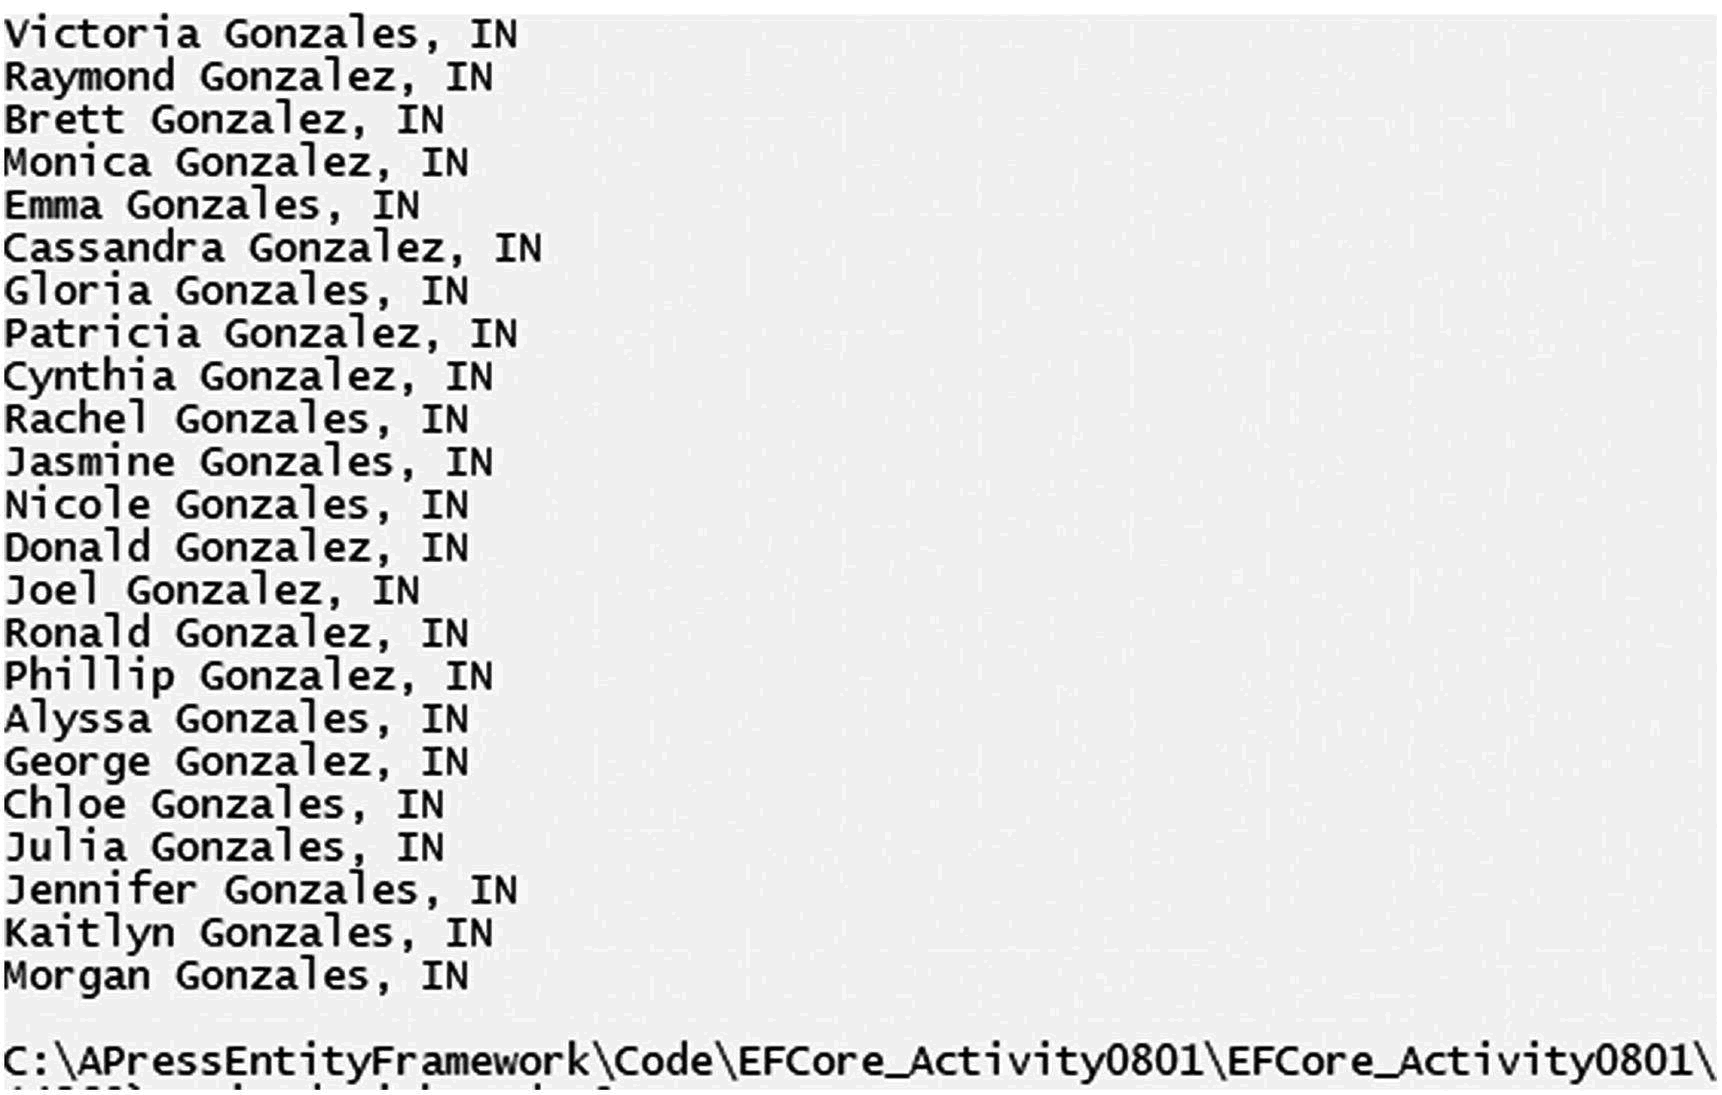 Victoria Gonzales, IN
Raymond Gonzalez, IN
Brett Gonzalez, IN
Monica Gonzalez, IN
Emma Gonzales, IN
Cassandra Gonzalez, IN
Gloria Gonzales, IN
Patricia Gonzalez, IN
Cynthia Gonzalez, IN
Rachel Gonzales, IN
Jasmine Gonzales, IN
Nicole Gonzales, IN
Donald Gonzalez, IN
Joel Gonzalez, IN
Ronald Gonzalez, IN
Phillip Gonzalez, IN
Alyssa Gonzales, IN
George Gonzalez, IN
Chloe Gonzales, IN
Julia Gonzales, IN
Jennifer Gonzales, IN
Kaitlyn Gonzales, IN
Morgan Gonzales, IN
C:\APressEntityFramework\Code\EFCore_Activity0801\EFCore_Activity0801\